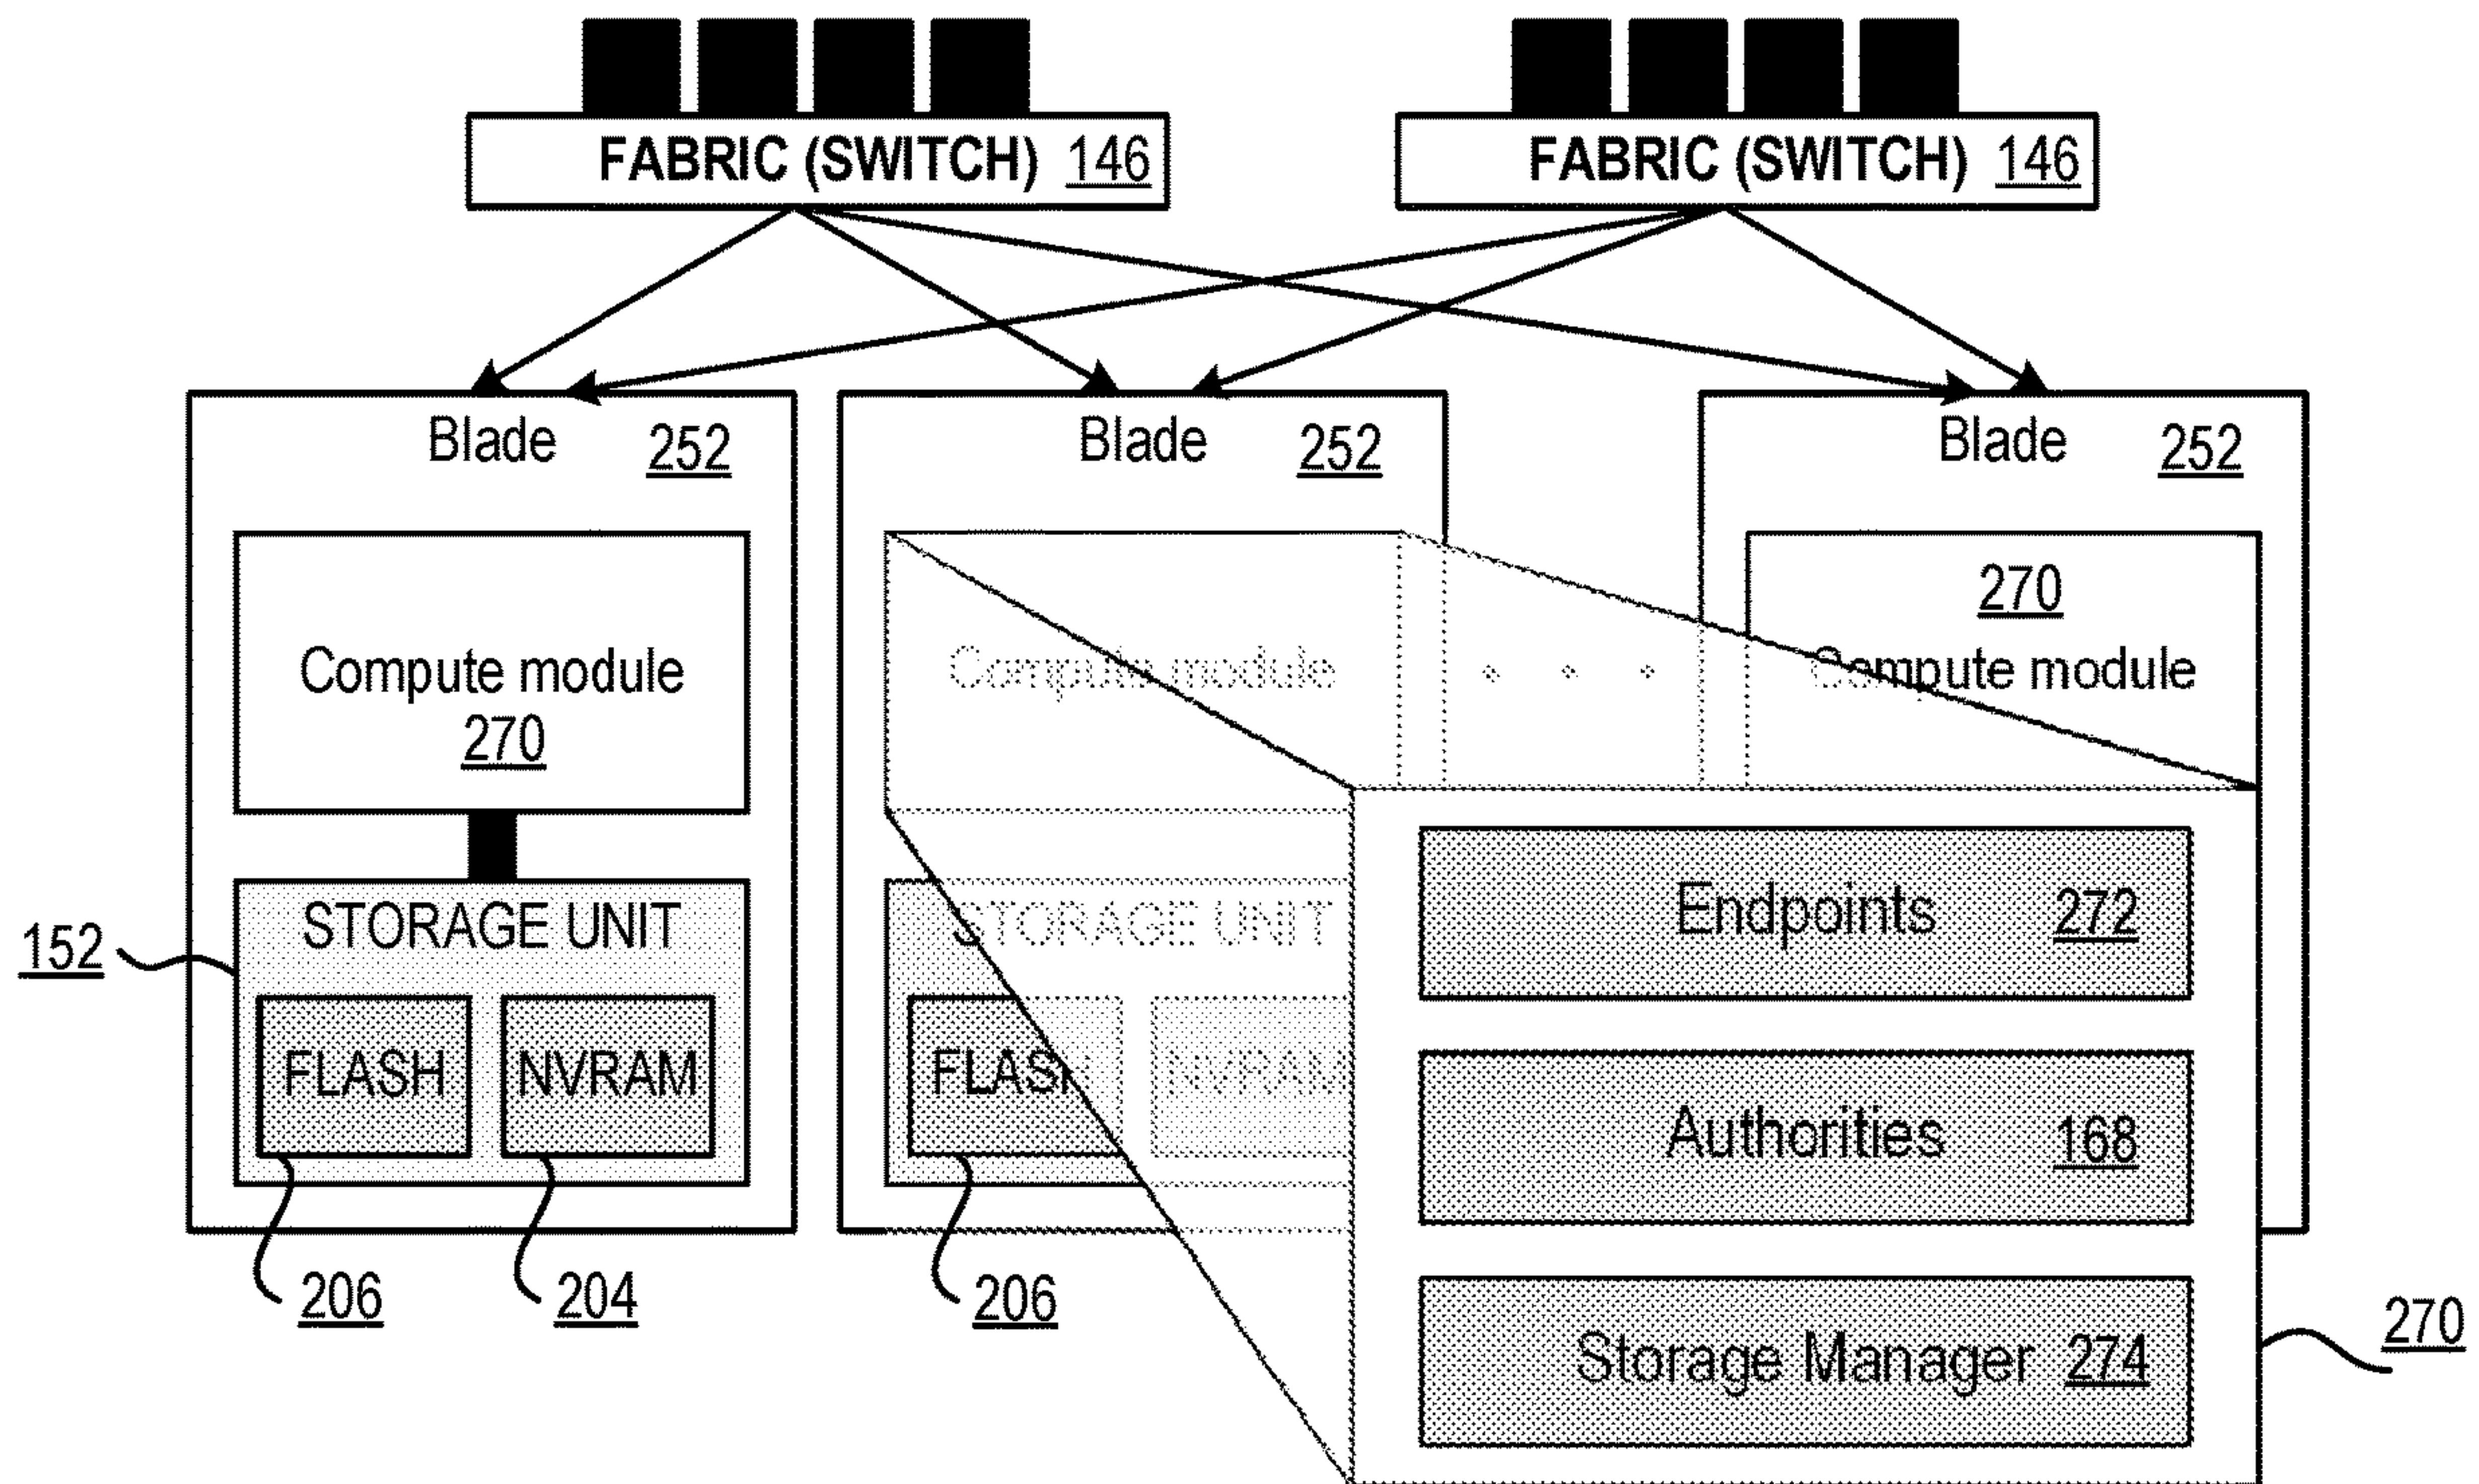 FABRIC (SWITCH) 146
FABRIC (SWITCH) 146
Blade 252
Blade 252
Blade 252
Compute module
270
Compute module
270
Compute module
STORAGE UNIT
152
FLASH
NVRAM
206
204
STORAGE UNIT
FLASH
NVRAM
206
Endpoints 272
Authorities 168
Storage Manager 274
270